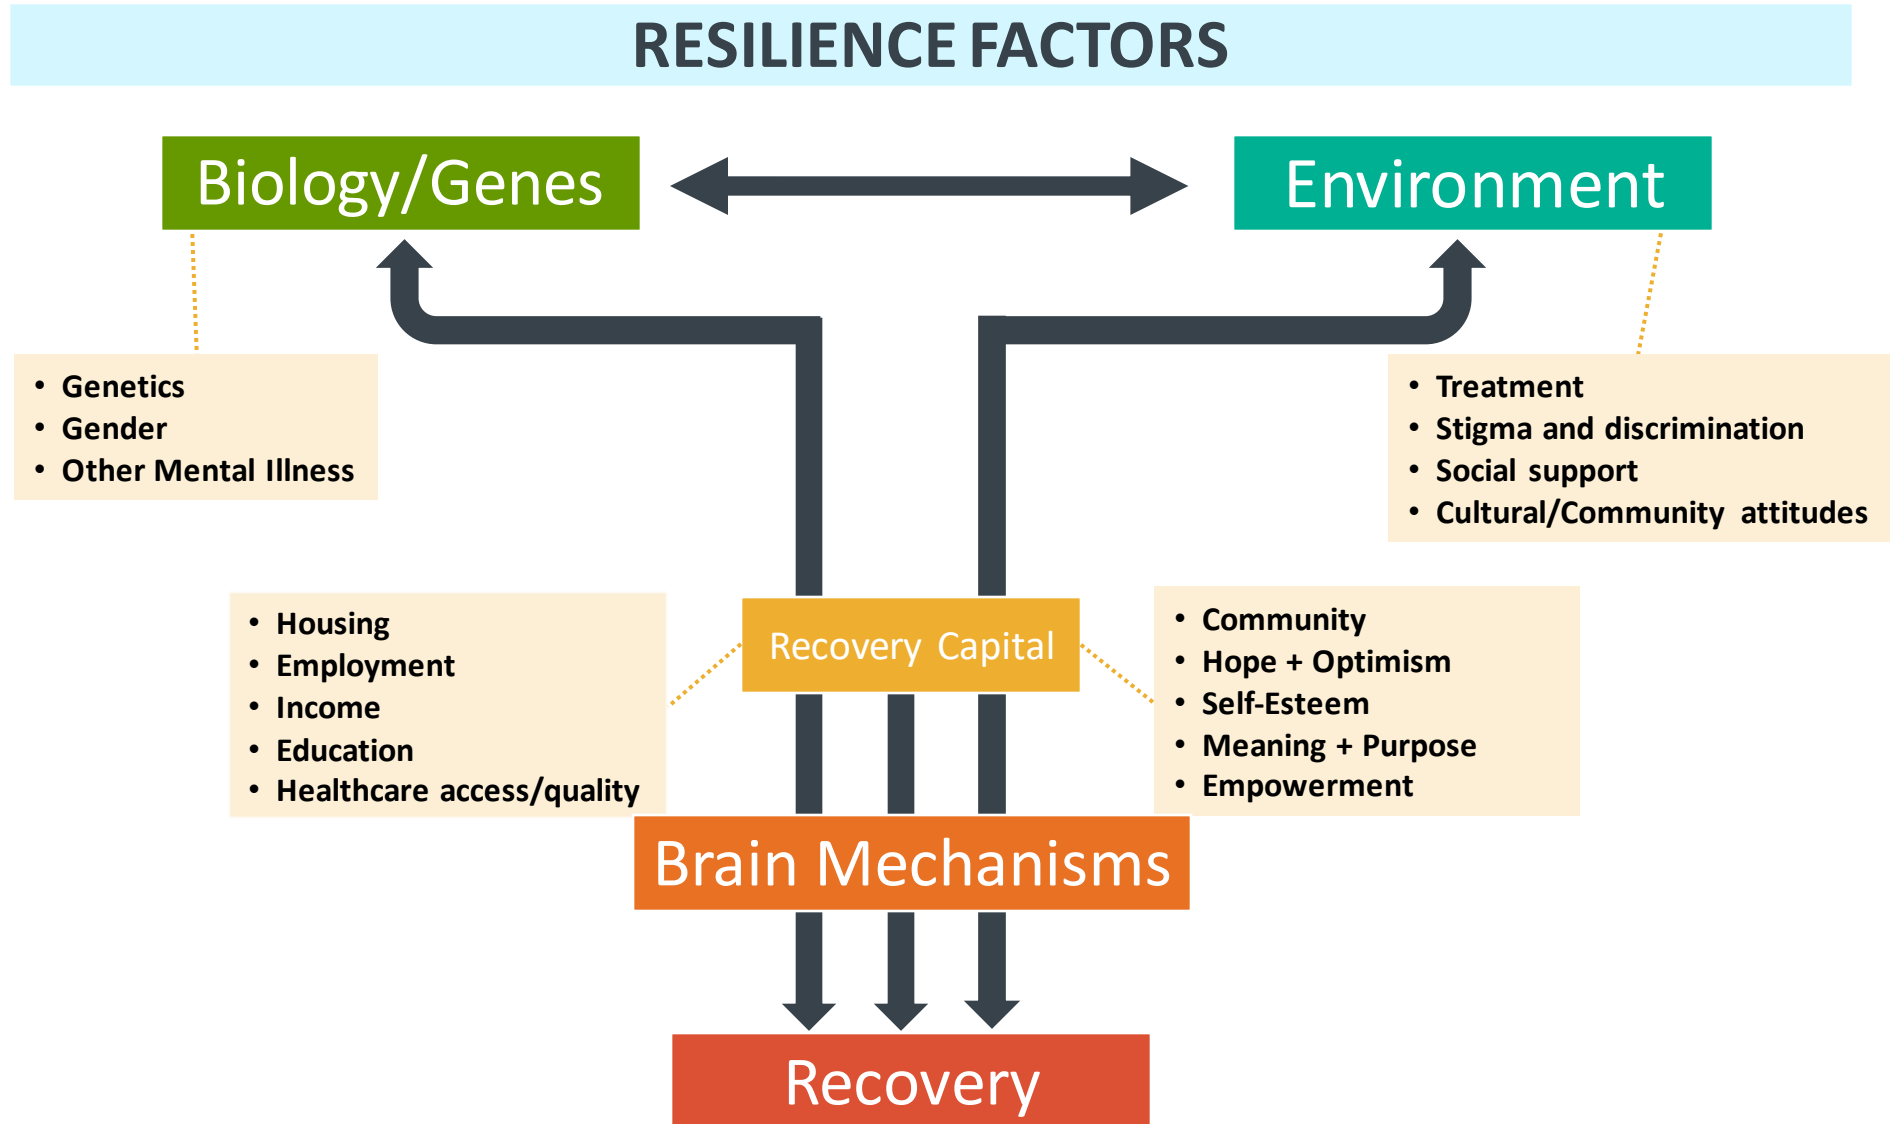 RESILIENCE FACTORS
Biology/Genes
Environment
• Genetics
• Gender
• Other Mental Illness
• Treatment
• Stigma and discrimination
• Social support
• Cultural/Community attitudes
• Housing
• Employment
• Income
• Education
• Healthcare access/quality
Recovery Capital
• Community
• Hope + Optimism
• Self-Esteem
• Meaning + Purpose
• Empowerment
Brain Mechanisms
Recovery